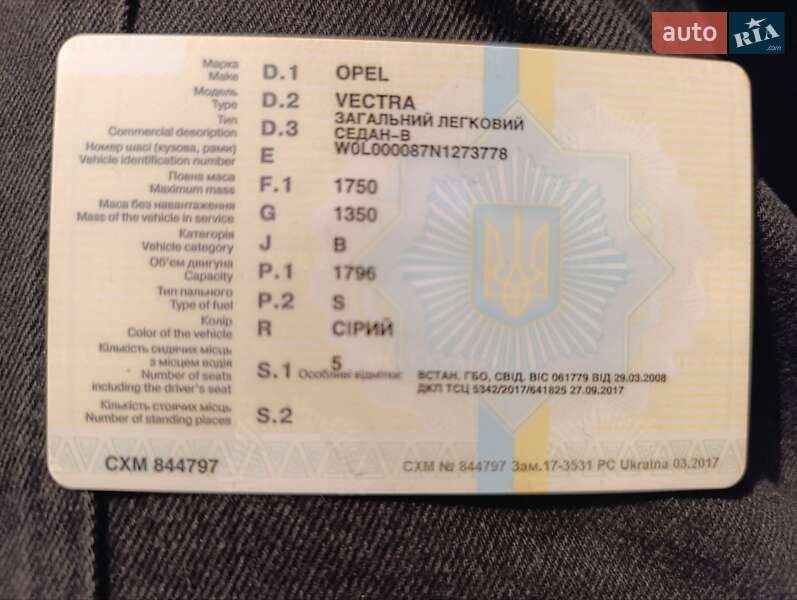 auto RIA .com
Марка
Make D.1 OPEL
Модель
Type D.2 VECTRA
Тип
Commercial description D.3 ЗАГАЛЬНИЙ ЛЕГКОВИЙ
СЕДАН-В
Номер шасі (кузова, рами)
Vehicle identification number E W0L000087N1273778
Повна маса
Maximum mass F.1 1750
Маса без навантаження
Mass of the vehicle in service G 1350
Категорія
Vehicle category J B
Об'єм двигуна
Capacity P.1 1796
Тип пального
Type of fuel P.2 S
Колір
Color of the vehicle R СІРИЙ
Кількість сидячих місць
з місцем водія
Number of seats
including the driver's seat S.1 5
Особливі відмітки: ВСТАН. ГБО, СВІД. ВІС 061779 ВІД 29.03.2008
ДКП ТСЦ 5342/2017/641825 27.09.2017
Кількість стоячих місць
Number of standing places S.2
СХМ 844797
СХМ № 844797 Зам.17-3531 РС Ukraina 03.2017